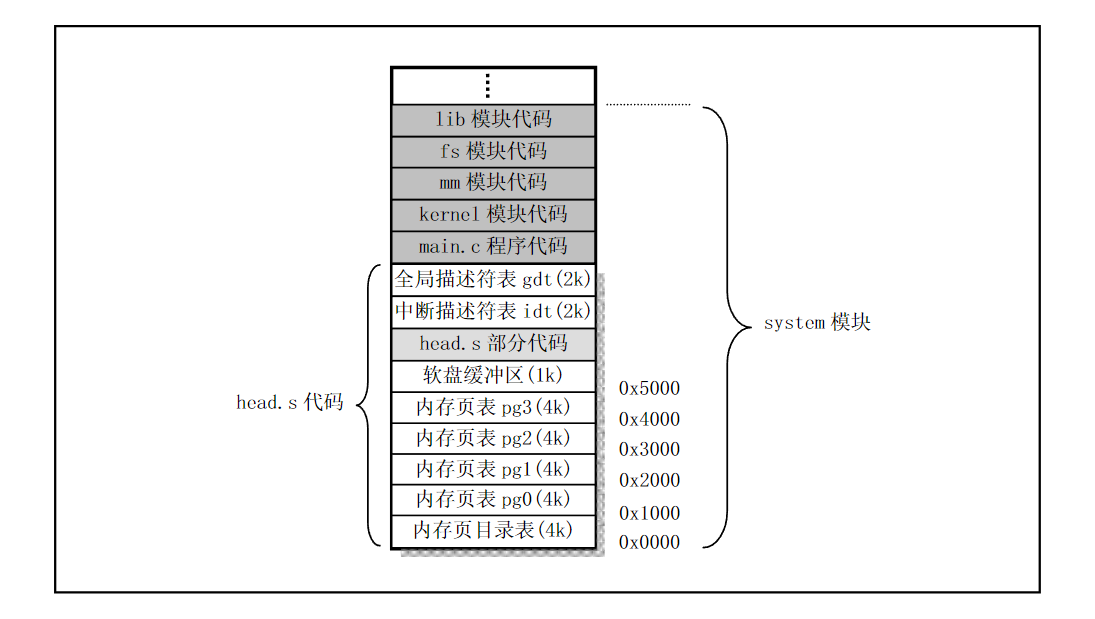 lib 模块代码
fs 模块代码
mm 模块代码
kernel 模块代码
main.c 程序代码
全局描述符表 gdt(2k)
中断描述符表 idt(2k)
head.s 部分代码
软盘缓冲区(1k)
内存页表 pg3(4k)
内存页表 pg2(4k)
内存页表 pg1(4k)
内存页表 pg0(4k)
内存页目录表(4k)
head.s 代码
0x5000
0x4000
0x3000
0x2000
0x1000
0x0000
system 模块